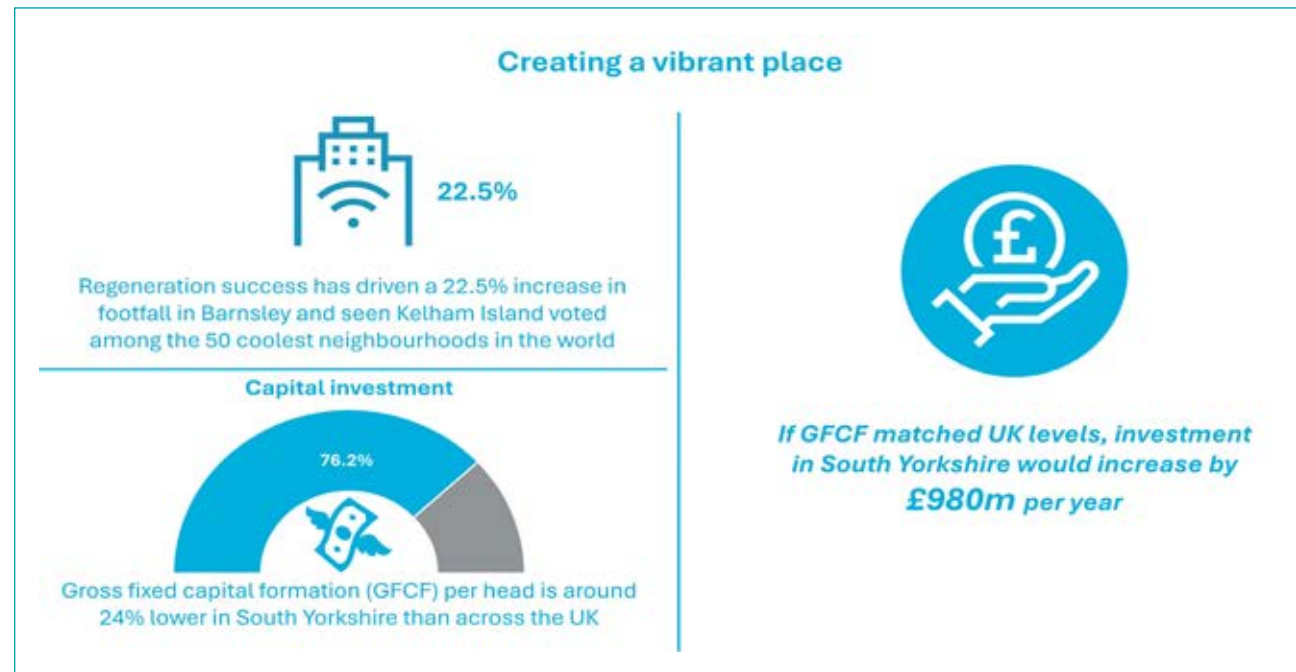 Creating a vibrant place
22.5%
Regeneration success has driven a 22.5% increase in
footfall in Barnsley and seen Kelham Island voted
among the 50 coolest neighbourhoods in the world
Capital investment
76.2%
Gross fixed capital formation (GFCF) per head is around
24% lower in South Yorkshire than across the UK
£
If GFCF matched UK levels, investment
in South Yorkshire would increase by
£980m per year